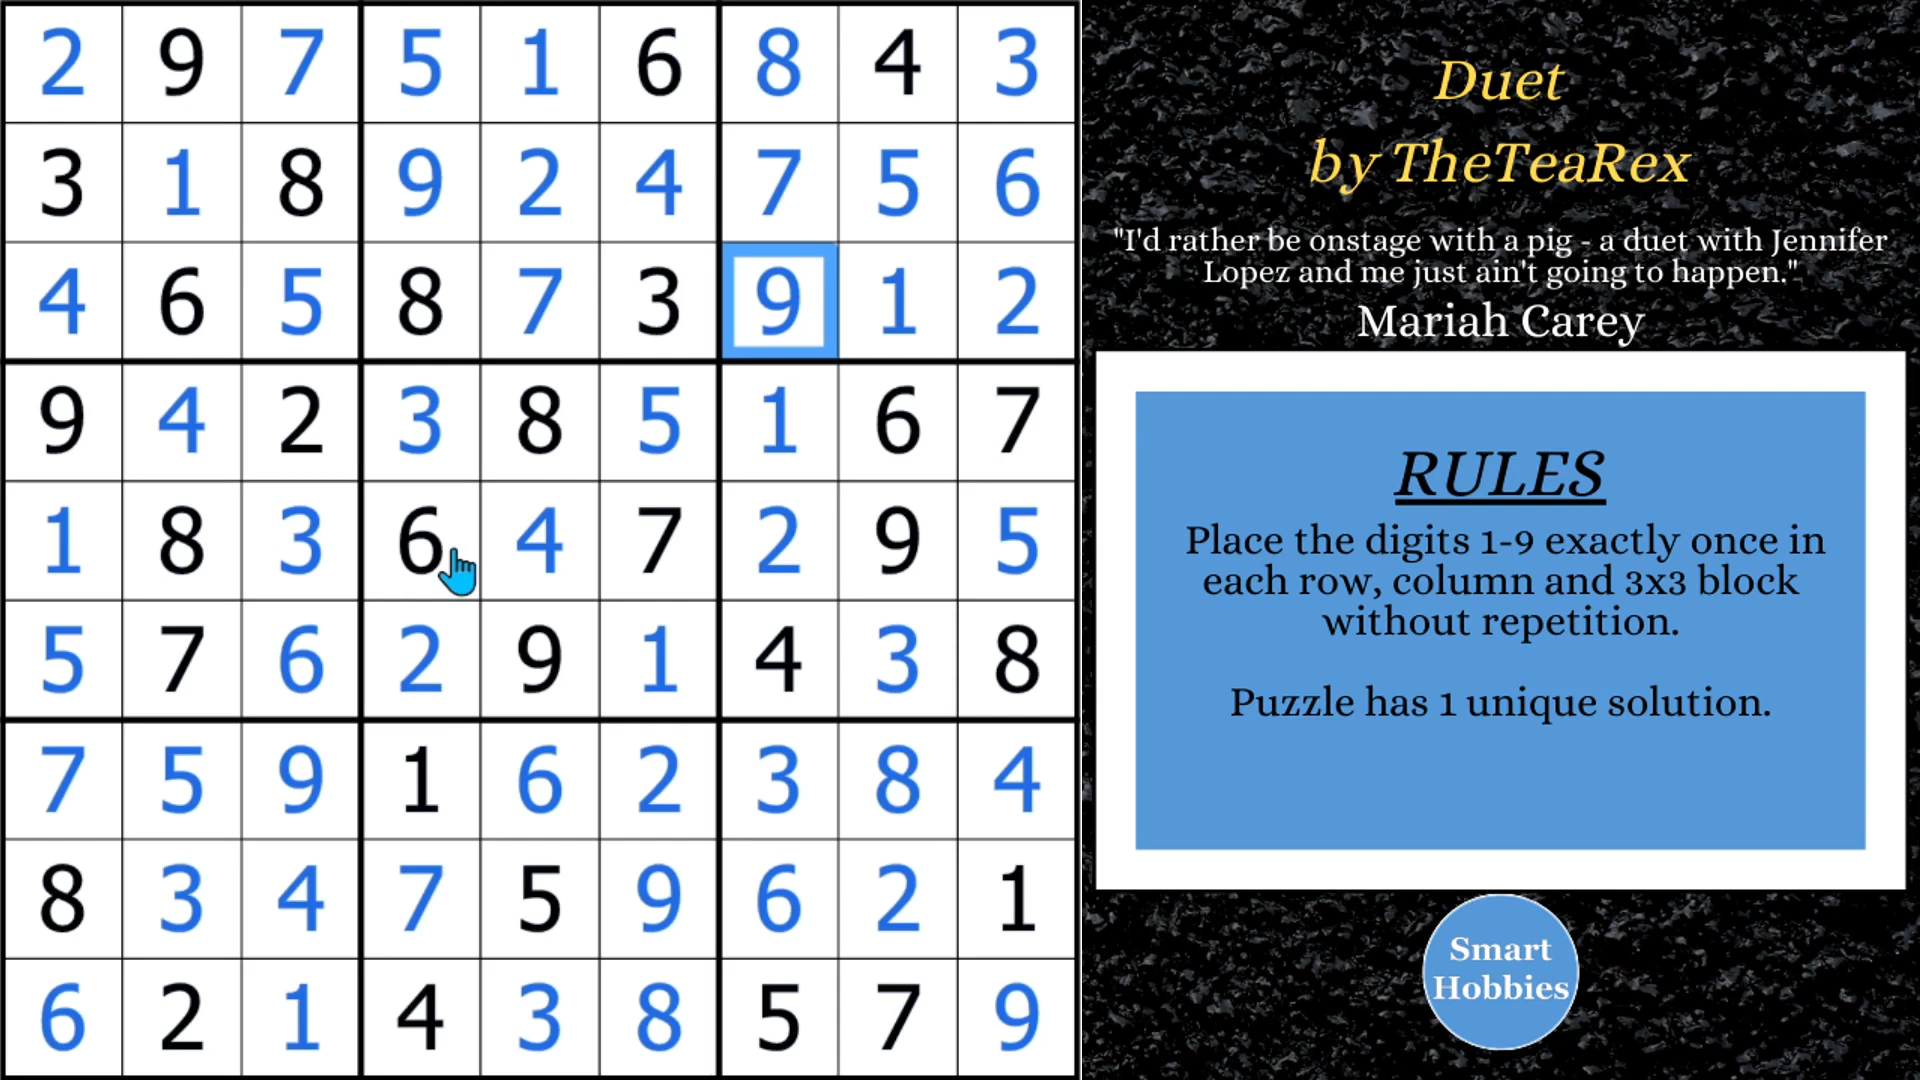 2 9 7 5 1 6 8 4 3
3 1 8 9 2 4 7 5 6
4 6 5 8 7 3 9 1 2
9 4 2 3 8 5 1 6 7
1 8 3 6 4 7 2 9 5
5 7 6 2 9 1 4 3 8
7 5 9 1 6 2 3 8 4
8 3 4 7 5 9 6 2 1
6 2 1 4 3 8 5 7 9
Duet
by TheTeaRex
"I'd rather be onstage with a pig - a duet with Jennifer
Lopez and me just ain't going to happen."
Mariah Carey
RULES
Place the digits 1-9 exactly once in
each row, column and 3x3 block
without repetition.
Puzzle has 1 unique solution.
Smart
Hobbies